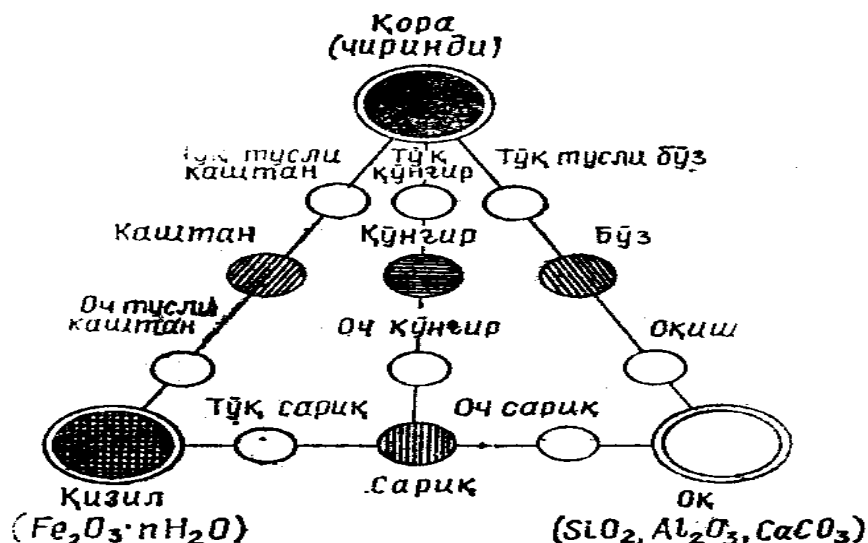 Қора
(чиринди)
Тўқ тусли
каштан
Тўқ
қўнғир
Тўқ тусли бўз
Каштан
Қўнғир
Бўз
Оч тусли
каштан
Оч қўнғир
Оқиш
Тўқ сариқ
Оч сариқ
Сариқ
Қизил
(Fe₂O₃·nH₂O)
Оқ
(SiO₂, Al₂O₃, CaCO₃)